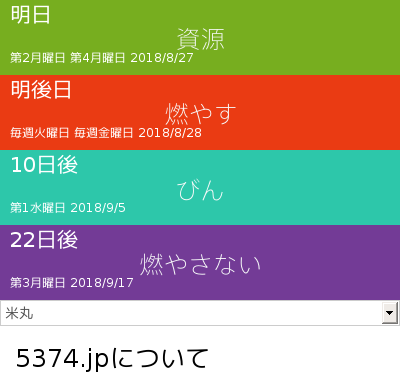 明日
資源
第2月曜日 第4月曜日 2018/8/27
明後日
燃やす
毎週火曜日 毎週金曜日 2018/8/28
10日後
びん
第1水曜日 2018/9/5
22日後
燃やさない
第3月曜日 2018/9/17
米丸
5374.jpについて